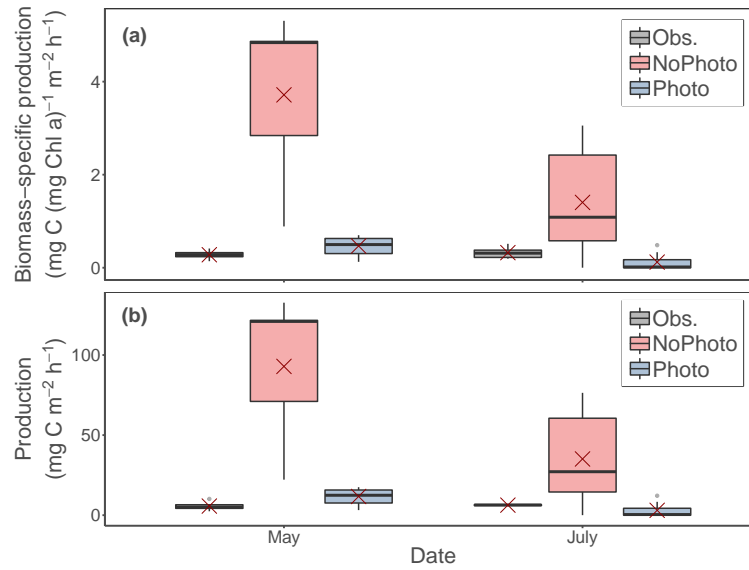 (a)
Obs.
NoPhoto
Photo
Biomass−specific production
(mg C (mg Chl a)⁻¹ m⁻² h⁻¹)
4
2
0
(b)
Obs.
NoPhoto
Photo
Production
(mg C m⁻² h⁻¹)
100
50
0
May
July
Date